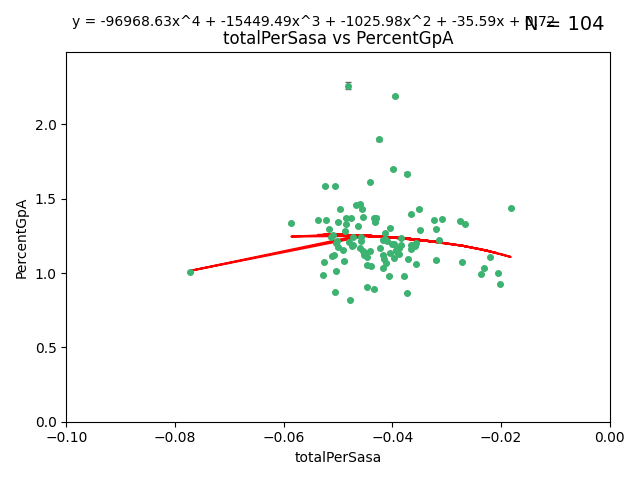 y = -96968.63x^4 + -15449.49x^3 + -1025.98x^2 + -35.59x + 0.72
N = 104
totalPerSasa vs PercentGpA
2.0
1.5
1.0
0.5
0.0
PercentGpA
−0.10 −0.08 −0.06 −0.04 −0.02 0.00
totalPerSasa